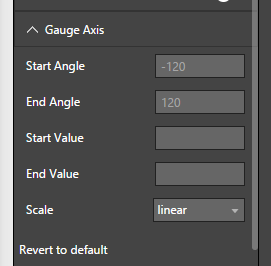 Gauge Axis
Start Angle -120
End Angle 120
Start Value
End Value
Scale linear
Revert to default